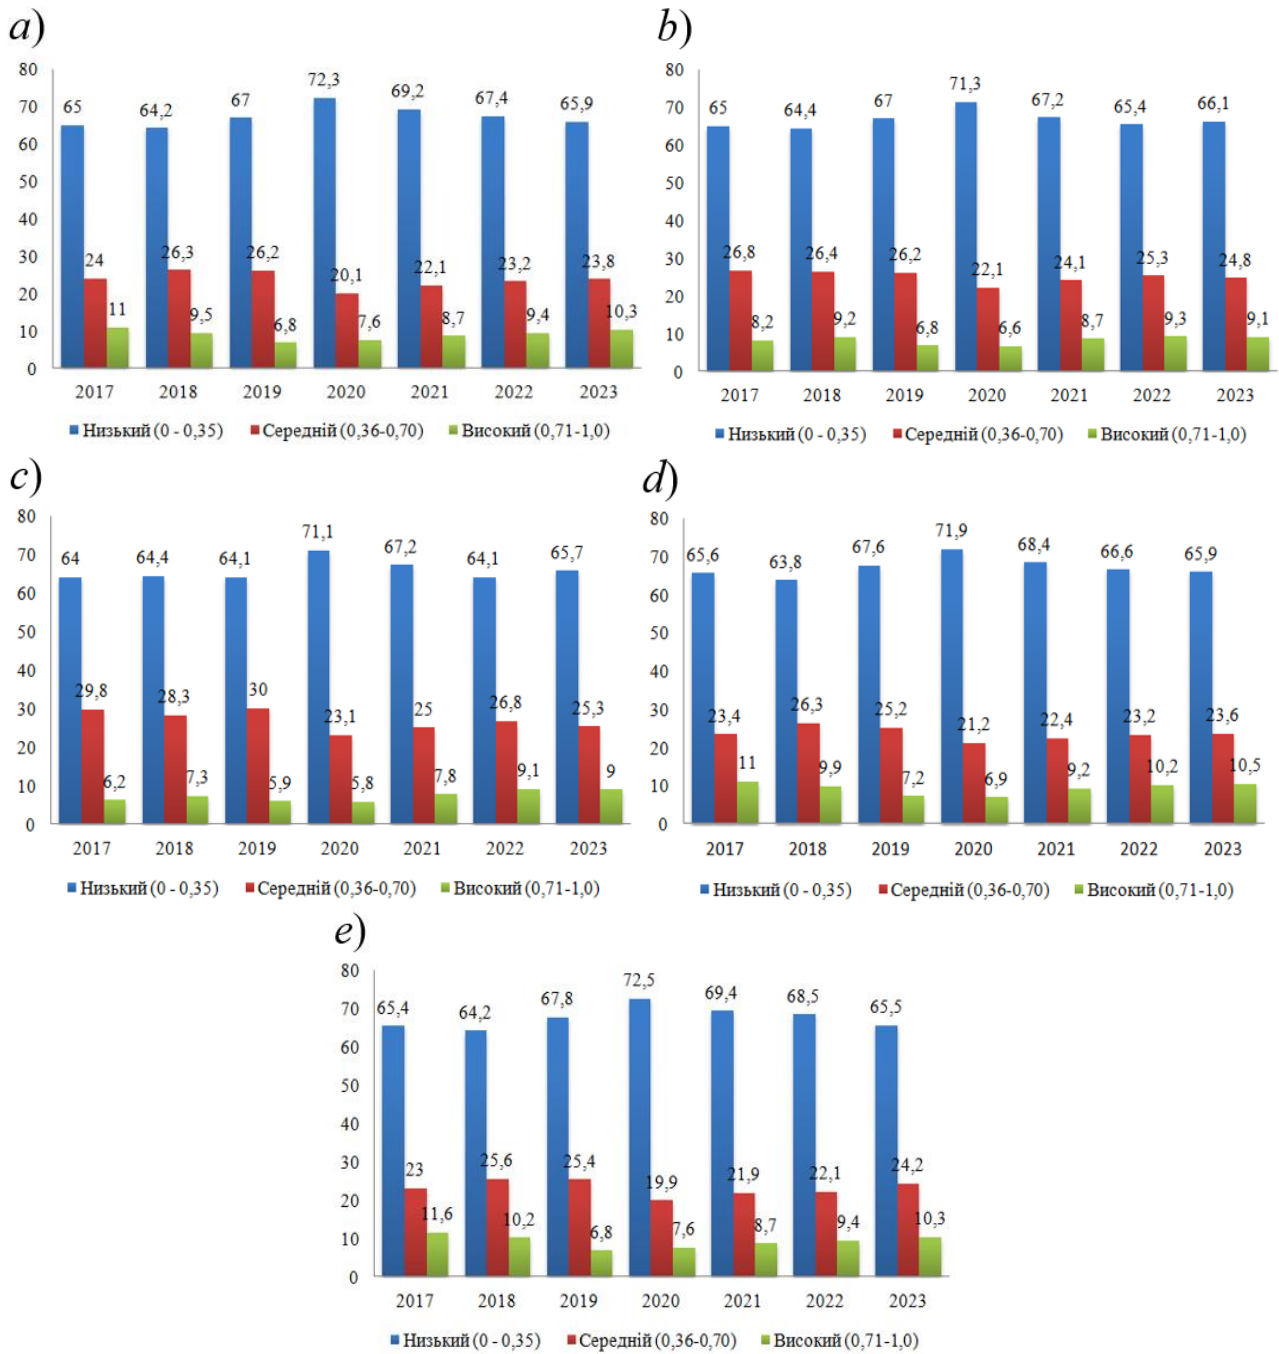 a)
80
70
60
50
40
30
20
10
0
65 64,2 67 72,3 69,2 67,4 65,9
24 26,3 26,2 20,1 22,1 23,2 23,8
11 9,5 6,8 7,6 8,7 9,4 10,3
2017 2018 2019 2020 2021 2022 2023
Низький (0 - 0,35) Середній (0,36-0,70) Високий (0,71-1,0)
b)
80
70
60
50
40
30
20
10
0
65 64,4 67 71,3 67,2 65,4 66,1
26,8 26,4 26,2 22,1 24,1 25,3 24,8
8,2 9,2 6,8 6,6 8,7 9,3 9,1
2017 2018 2019 2020 2021 2022 2023
Низький (0 - 0,35) Середній (0,36-0,70) Високий (0,71-1,0)
c)
80
70
60
50
40
30
20
10
0
64 64,4 64,1 71,1 67,2 64,1 65,7
29,8 28,3 30 23,1 25 26,8 25,3
6,2 7,3 5,9 5,8 7,8 9,1 9
2017 2018 2019 2020 2021 2022 2023
Низький (0 - 0,35) Середній (0,36-0,70) Високий (0,71-1,0)
d)
80
70
60
50
40
30
20
10
0
65,6 63,8 67,6 71,9 68,4 66,6 65,9
23,4 26,3 25,2 21,2 22,4 23,2 23,6
11 9,9 7,2 6,9 9,2 10,2 10,5
2017 2018 2019 2020 2021 2022 2023
Низький (0 - 0,35) Середній (0,36-0,70) Високий (0,71-1,0)
e)
80
70
60
50
40
30
20
10
0
65,4 64,2 67,8 72,5 69,4 68,5 65,5
23 25,6 25,4 19,9 21,9 22,1 24,2
11,6 10,2 6,8 7,6 8,7 9,4 10,3
2017 2018 2019 2020 2021 2022 2023
Низький (0 - 0,35) Середній (0,36-0,70) Високий (0,71-1,0)